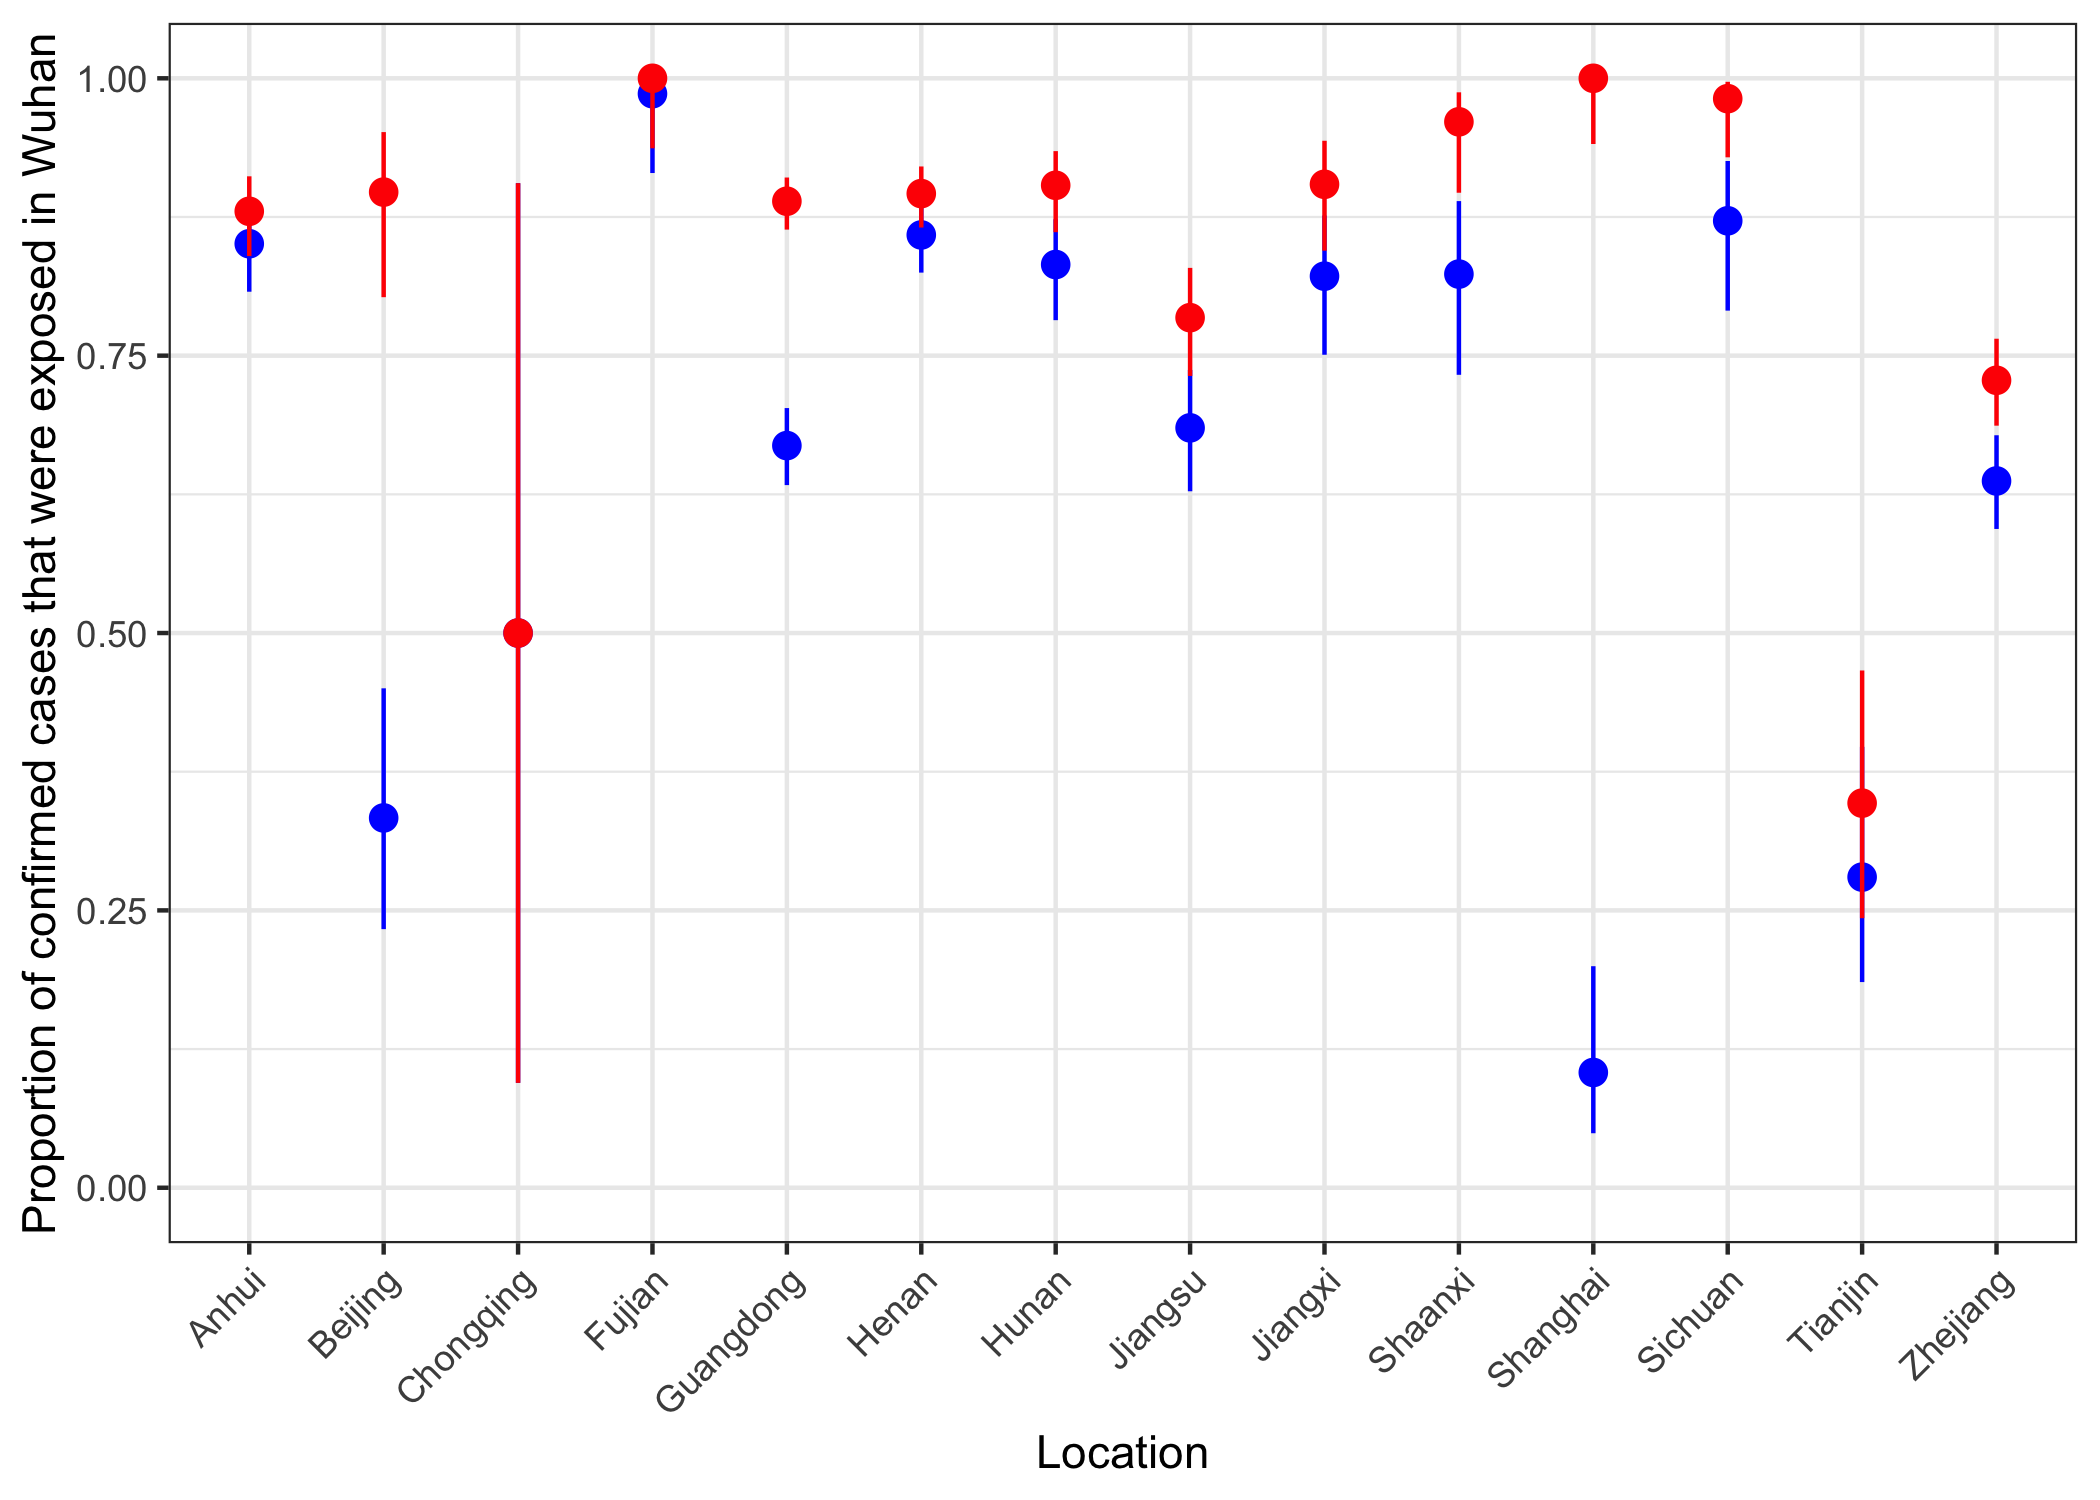 Proportion of confirmed cases that were exposed in Wuhan
1.00
0.75
0.50
0.25
0.00
Anhui
Beijing
Chongqing
Fujian
Guangdong
Henan
Hunan
Jiangsu
Jiangxi
Shaanxi
Shanghai
Sichuan
Tianjin
Zhejiang
Location